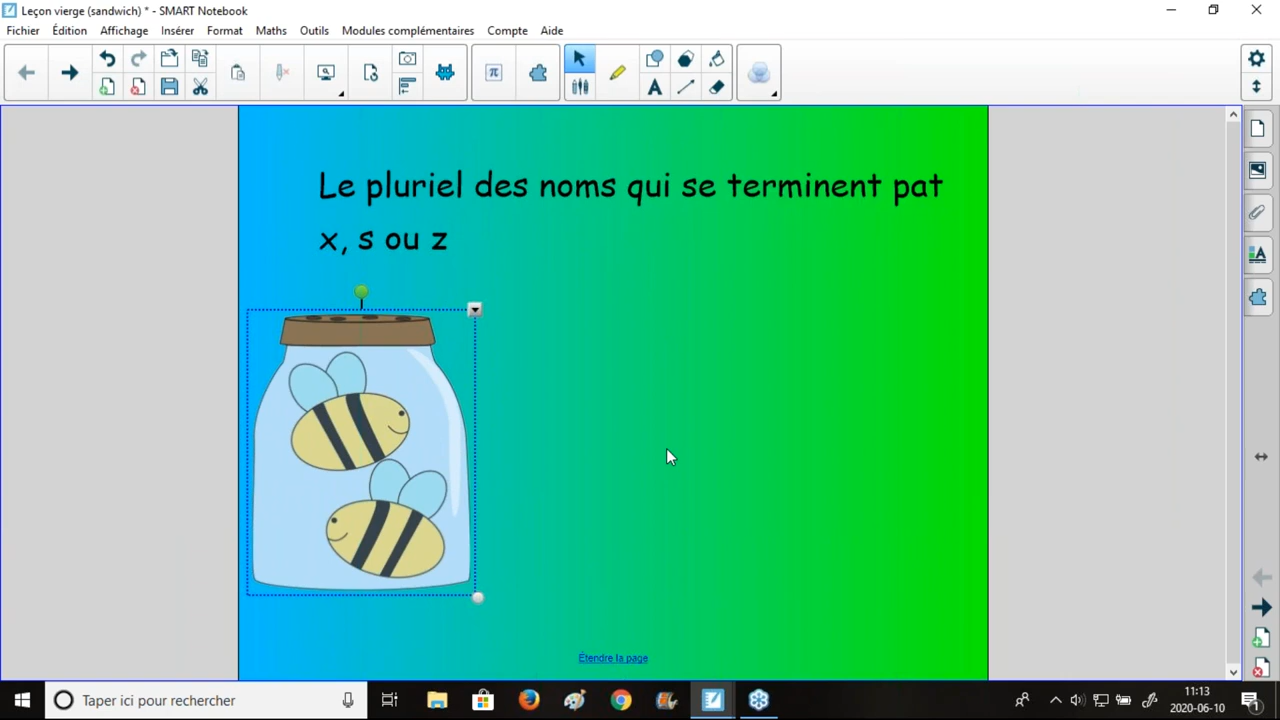 Leçon vierge (sandwich) * - SMART Notebook
Fichier Édition Affichage Insérer Format Maths Outils Modules complémentaires Compte Aide
π
A
A
Le pluriel des noms qui se terminent pat
x, s ou z
Étendre la page
Taper ici pour rechercher
11:13
2020-06-10
1